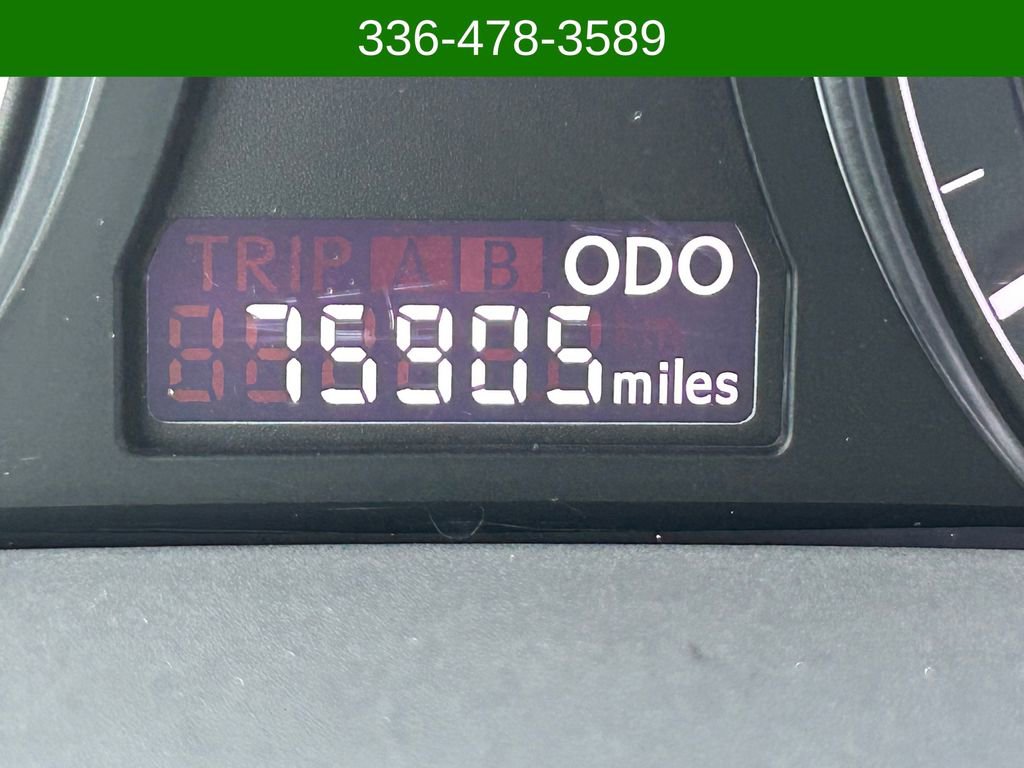 336-478-3589
TRIP A B ODO
75905 miles